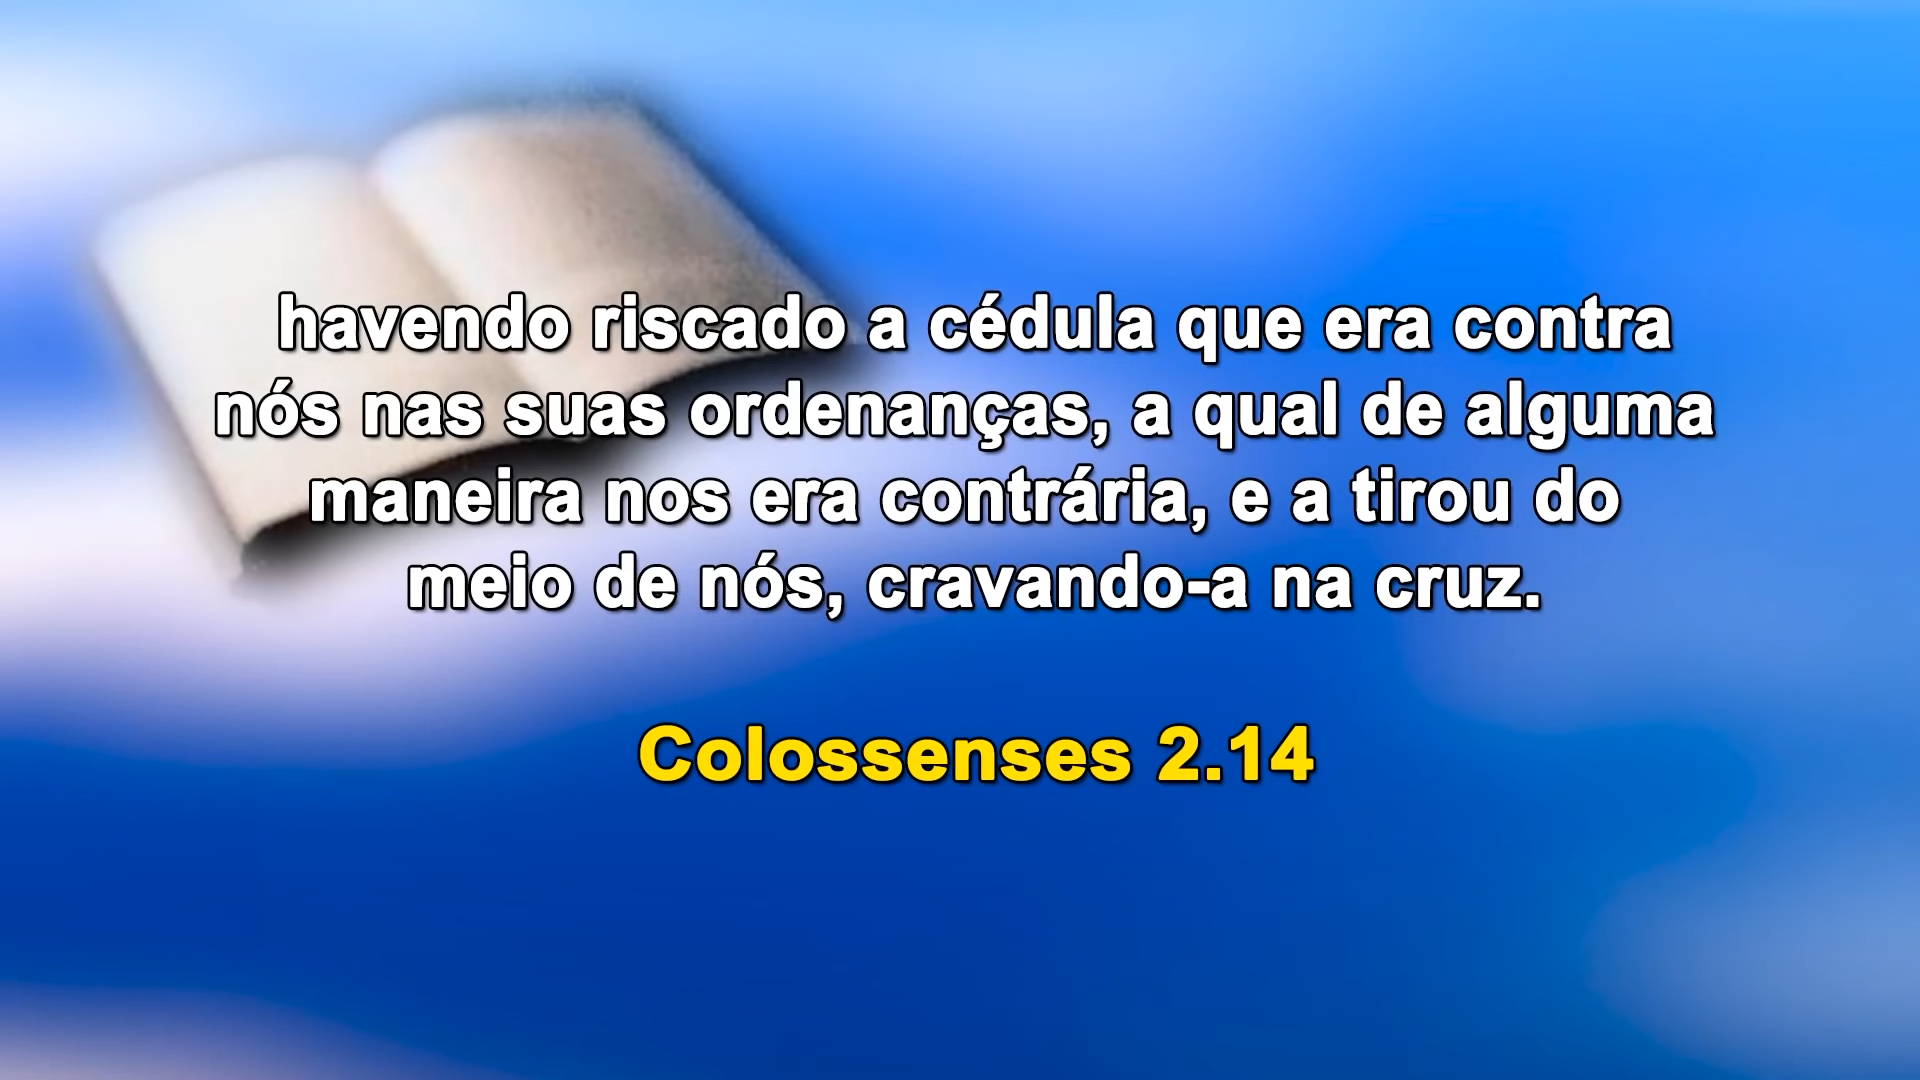 havendo riscado a cédula que era contra
nós nas suas ordenanças, a qual de alguma
maneira nos era contrária, e a tirou do
meio de nós, cravando-a na cruz.
Colossenses 2.14